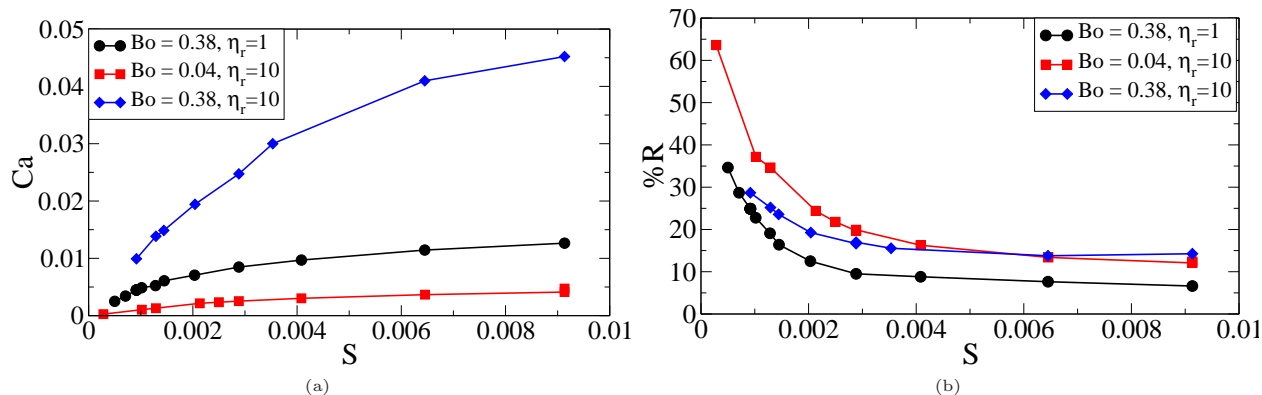 0.05
0.04
0.03
0.02
0.01
0
Ca
Bo = 0.38, ηr=1
Bo = 0.04, ηr=10
Bo = 0.38, ηr=10
0 0.002 0.004 0.006 0.008 0.01
S
(a)
70
60
50
40
30
20
10
0
%R
Bo = 0.38, ηr=1
Bo = 0.04, ηr=10
Bo = 0.38, ηr=10
0 0.002 0.004 0.006 0.008 0.01
S
(b)